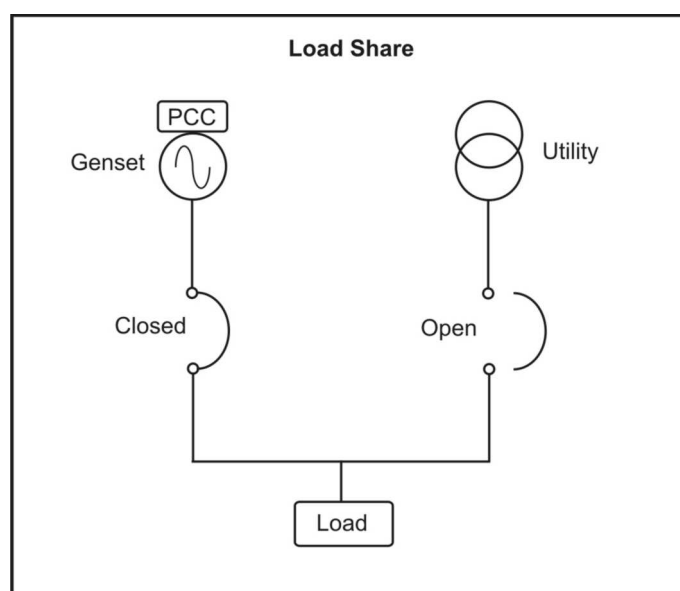 Load Share
PCC
Genset
Utility
Closed
Open
Load